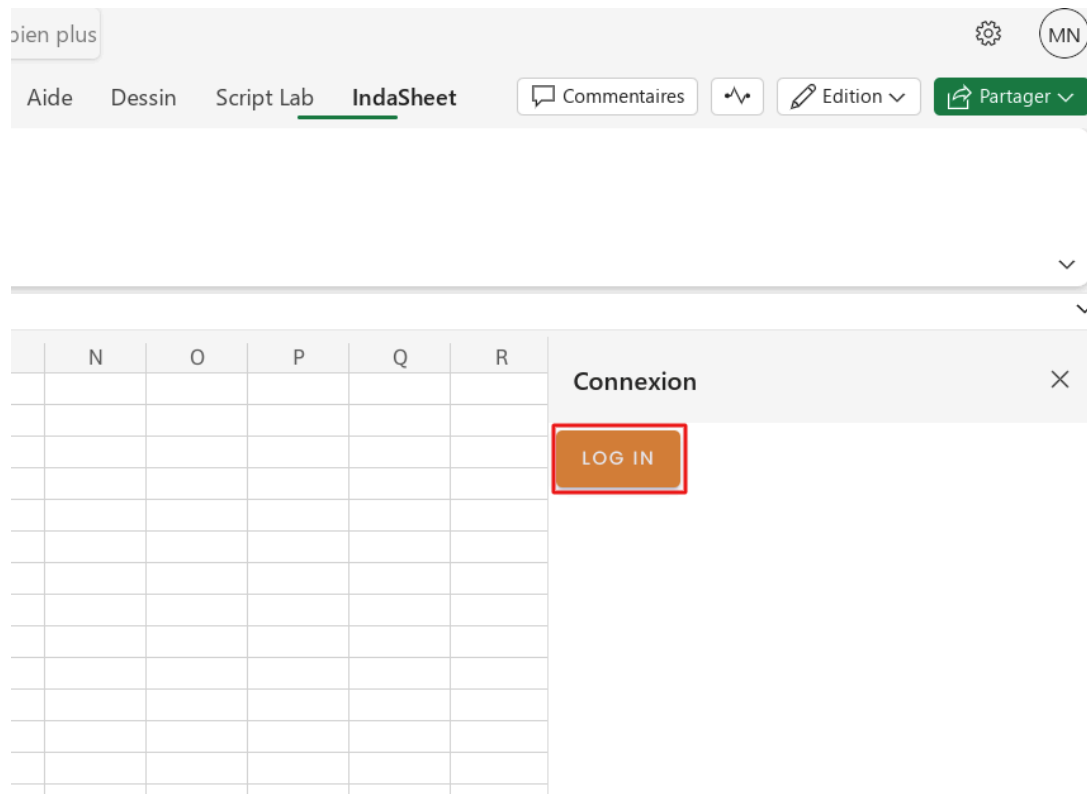 bien plus
MN
Aide Dessin Script Lab IndaSheet Commentaires Edition Partager
N O P Q R
Connexion
LOG IN